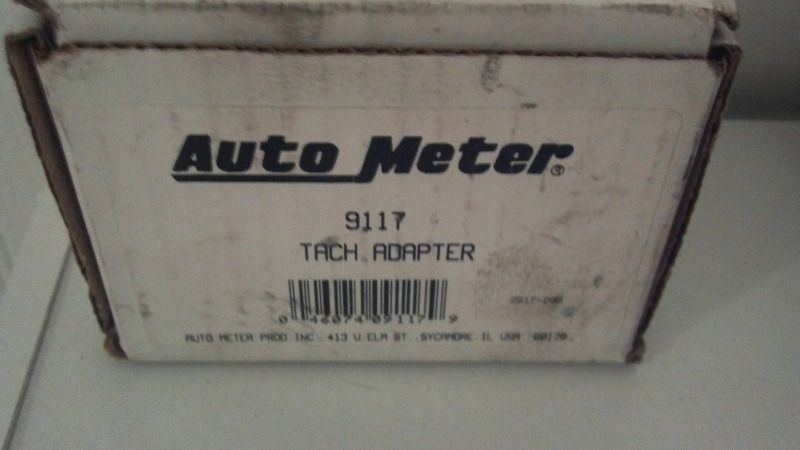 Auto Meter®
9117
TACH ADAPTER
0 46074 09117 9
AUTO METER PROD. INC. 413 W. ELM ST., SYCAMORE, IL USA